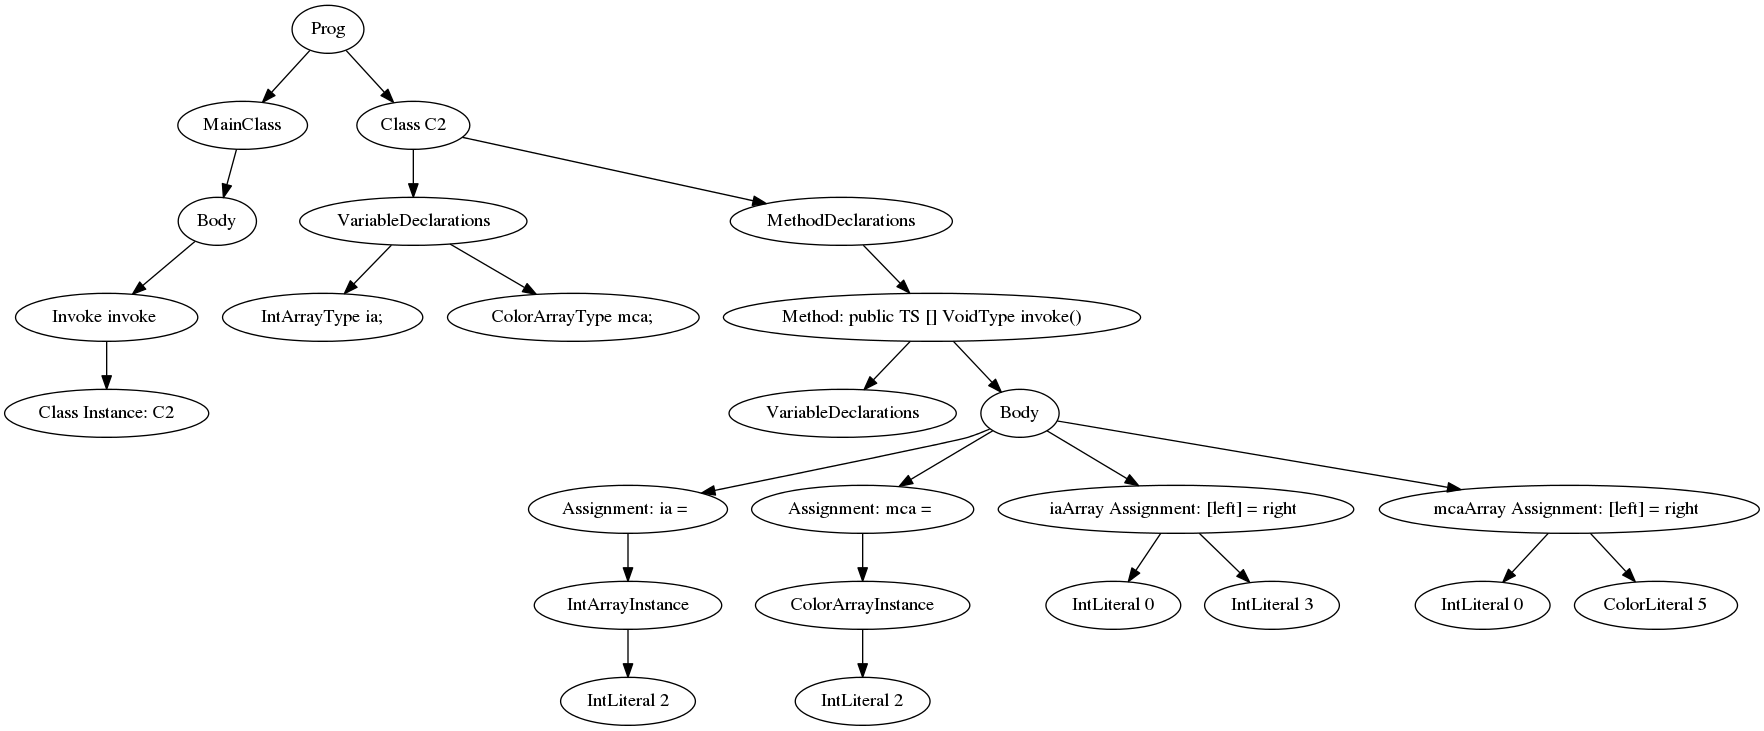 Prog
MainClass
Class C2
Body
VariableDeclarations
MethodDeclarations
Invoke invoke
IntArrayType ia;
ColorArrayType mca;
Method: public TS [] VoidType invoke()
Class Instance: C2
VariableDeclarations
Body
Assignment: ia =
Assignment: mca =
iaArray Assignment: [left] = right
mcaArray Assignment: [left] = right
IntArrayInstance
ColorArrayInstance
IntLiteral 0
IntLiteral 3
IntLiteral 0
ColorLiteral 5
IntLiteral 2
IntLiteral 2